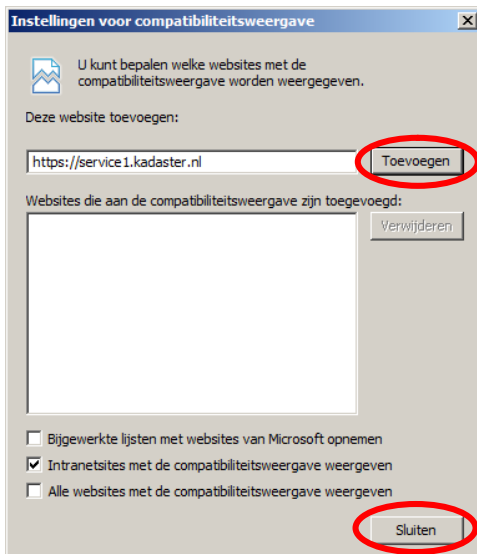 Instellingen voor compatibiliteitsweergave
U kunt bepalen welke websites met de
compatibiliteitsweergave worden weergegeven.
Deze website toevoegen:
https://service1.kadaster.nl
Toevoegen
Websites die aan de compatibiliteitsweergave zijn toegevoegd:
Verwijderen
Bijgewerkte lijsten met websites van Microsoft opnemen
Intranetsites met de compatibiliteitsweergave weergeven
Alle websites met de compatibiliteitsweergave weergeven
Sluiten